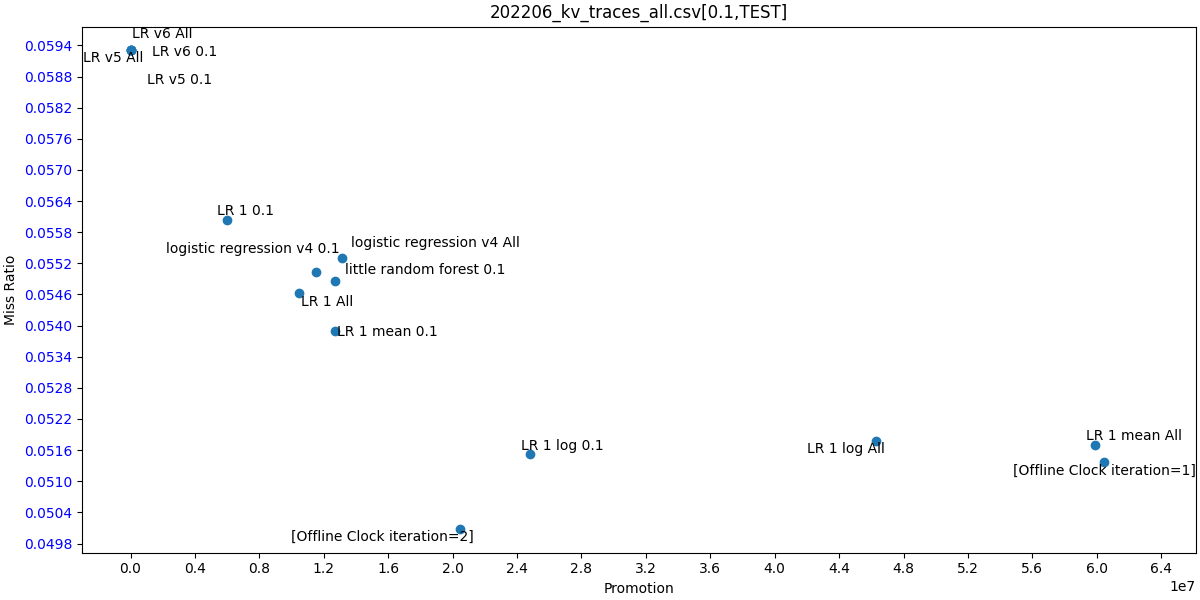 202206_kv_traces_all.csv[0.1,TEST]
LR v6 All
LR v6 0.1
LR v5 All
LR v5 0.1
LR 1 0.1
logistic regression v4 All
logistic regression v4 0.1
little random forest 0.1
LR 1 All
LR 1 mean 0.1
LR 1 mean All
LR 1 log 0.1
LR 1 log All
[Offline Clock iteration=1]
[Offline Clock iteration=2]
Miss Ratio
0.0594
0.0588
0.0582
0.0576
0.0570
0.0564
0.0558
0.0552
0.0546
0.0540
0.0534
0.0528
0.0522
0.0516
0.0510
0.0504
0.0498
0.0 0.4 0.8 1.2 1.6 2.0 2.4 2.8 3.2 3.6 4.0 4.4 4.8 5.2 5.6 6.0 6.4
1e7
Promotion